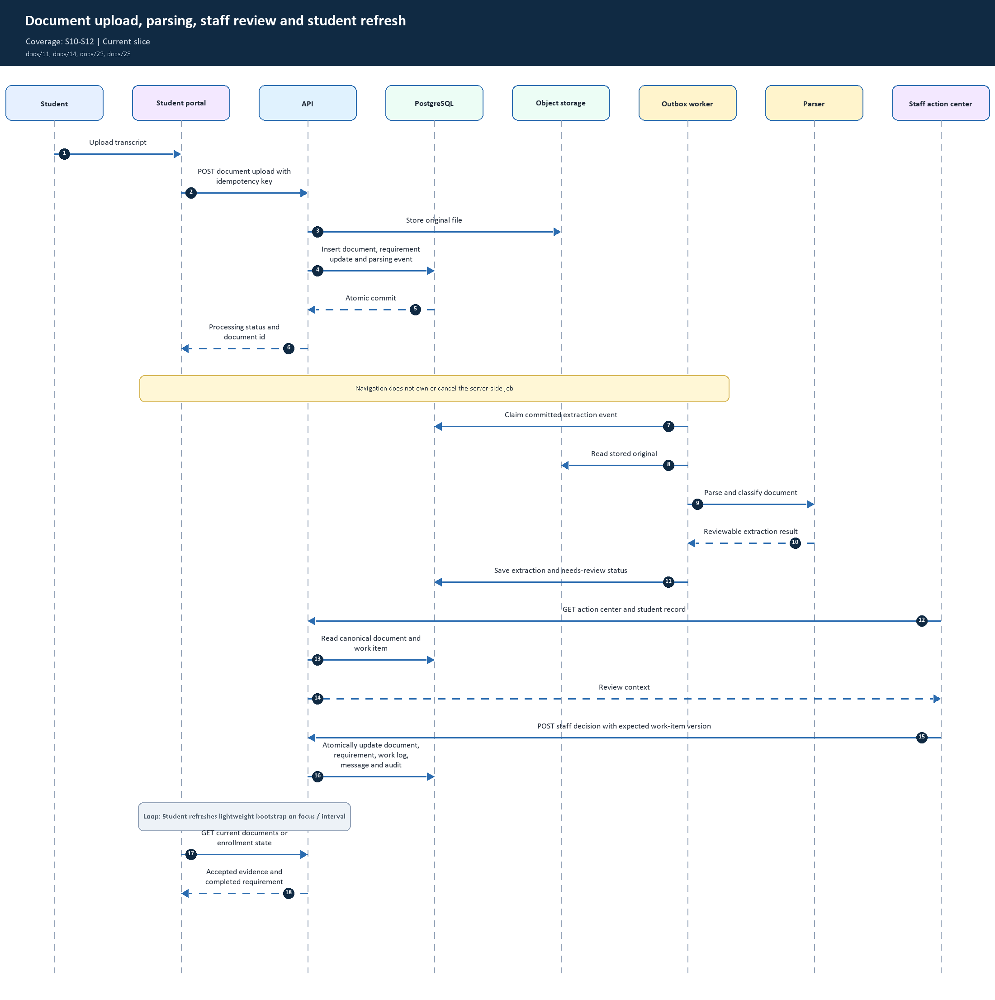 Document upload, parsing, staff review and student refresh
Coverage: S10-S12 | Current slice
docs/11, docs/14, docs/22, docs/23
Student
Student portal
API
PostgreSQL
Object storage
Outbox worker
Parser
Staff action center
Upload transcript
1
POST document upload with
idempotency key
2
Store original file
3
Insert document, requirement
update and parsing event
4
Atomic commit
5
Processing status and
document id
6
Navigation does not own or cancel the server-side job
Claim committed extraction event
7
Read stored original
8
Parse and classify document
9
Reviewable extraction result
10
Save extraction and needs-review status
11
GET action center and student record
12
Read canonical document and
work item
13
Review context
14
POST staff decision with expected work-item version
15
Atomically update document,
requirement, work log,
message and audit
16
Loop: Student refreshes lightweight bootstrap on focus / interval
GET current documents or
enrollment state
17
Accepted evidence and
completed requirement
18